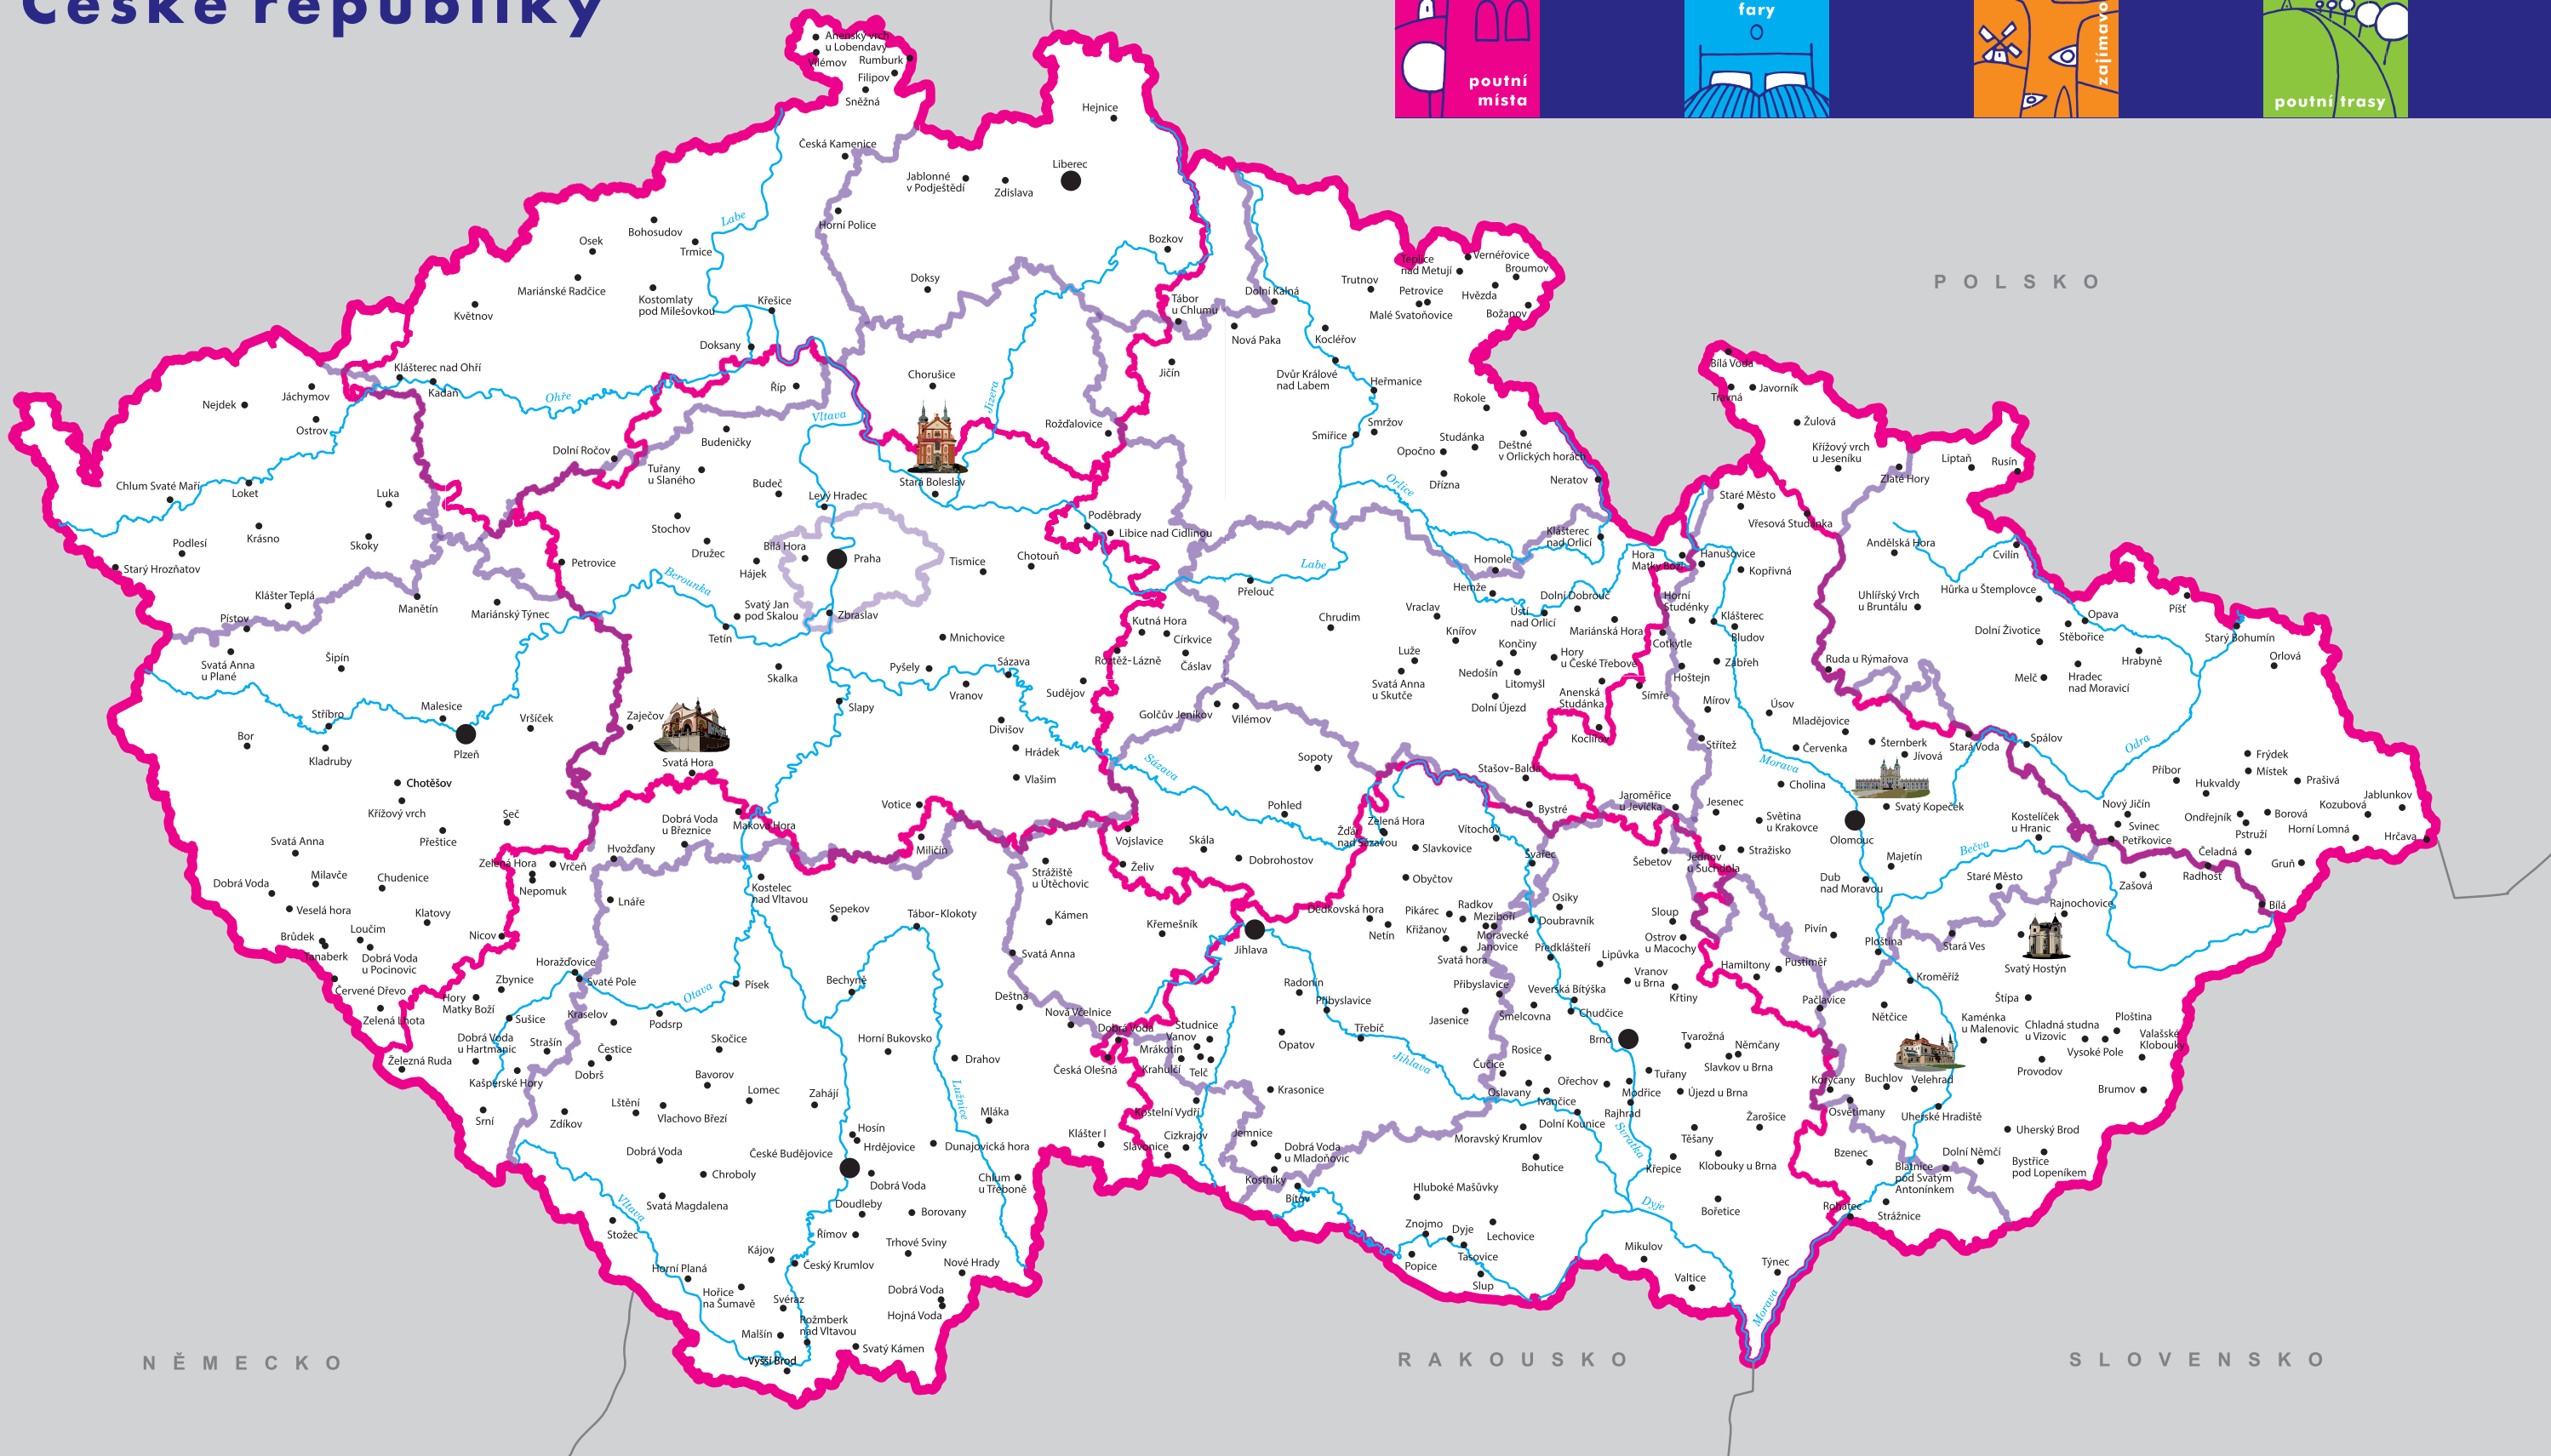 České republiky
poutní
místa
fary
zajímavo
poutní trasy
POLSKO
NĚMECKO
RAKOUSKO
SLOVENSKO
Anenský vrch
u Lobendavy
Vilémov
Rumburk
Filipov
Sněžná
Hejnice
Česká Kamenice
Liberec
Jablonné
v Podještědí
Zdislava
Horní Police
Labe
Bohosudov
Osek
Trmice
Bozkov
Mariánské Radčice
Kostomlaty
pod Milešovkou
Křešice
Doksy
Květnov
Tábor
u Chlumu
Dolní Kalná
Trutnov
Teplice
nad Metují
Vernéřovice
Broumov
Petrovice
Hvězda
Malé Svatoňovice
Božanov
Nová Paka
Kocléřov
Doksany
Klášterec nad Ohří
Kadaň
Ohře
Říp
Chorušice
Jizera
Jičín
Dvůr Králové
nad Labem
Heřmanice
Rokole
Jáchymov
Nejdek
Ostrov
Vltava
Budeničky
Rožďalovice
Smiřice
Smržov
Studánka
Opočno
Deštné
v Orlických horách
Dřízna
Neratov
Orlice
Bílá Voda
Travná
Javorník
Žulová
Křížový vrch
u Jeseníku
Zlaté Hory
Liptaň
Rusín
Dolní Ročov
Tuřany
u Slaného
Budeč
Levý Hradec
Stará Boleslav
Chlum Svaté Maří
Loket
Luka
Krásno
Skoky
Podlesí
Starý Hrozňatov
Stochov
Družec
Bílá Hora
Hájek
Praha
Petrovice
Berounka
Tismice
Chotouň
Poděbrady
Libice nad Cidlinou
Labe
Přelouč
Klášterec
nad Orlicí
Homole
Hemže
Hora
Matky Boží
Hanušovice
Kopřivná
Staré Město
Vřesová Studánka
Andělská Hora
Cvilín
Klášter Teplá
Manětín
Mariánský Týnec
Pístov
Svatá Anna
u Plané
Šipín
Svatý Jan
pod Skalou
Tetín
Zbraslav
Mnichovice
Skalka
Pyšely
Sázava
Vranov
Sudějov
Kutná Hora
Církvice
Roztěž-Lázně
Čáslav
Chrudim
Vraclav
Dolní Dobrouč
Ústí
nad Orlicí
Mariánská Hora
Horní
Studénky
Klášterec
Bludov
Cotkytle
Zábřeh
Hoštejn
Uhlířský Vrch
u Bruntálu
Hůrka u Štemplovce
Opava
Stěbořice
Dolní Životice
Píšť
Starý Bohumín
Hrabyně
Orlová
Melč
Hradec
nad Moravicí
Knířov
Končiny
Hory
u České Třebové
Luže
Nedošín
Litomyšl
Svatá Anna
u Skutče
Dolní Újezd
Anenská
Studánka
Símře
Koclířov
Mírov
Úsov
Mladějovice
Ruda u Rýmařova
Šternberk
Červenka
Jívová
Stará Voda
Spálov
Odra
Střítež
Morava
Cholina
Svatý Kopeček
Stříbro
Malesice
Vršíček
Plzeň
Bor
Kladruby
Zaječov
Svatá Hora
Slapy
Divišov
Hrádek
Vlašim
Sázava
Golčův Jeníkov
Vilémov
Sopoty
Stašov-Balda
Bystré
Jaroměřice
u Jevíčka
Jesenec
Světina
u Krakovce
Olomouc
Frýdek
Místek
Příbor
Hukvaldy
Prašivá
Kozubová
Jablunkov
Nový Jičín
Kostelíček
u Hranic
Svinec
Petřkovice
Ondřejník
Pstruží
Borová
Horní Lomná
Hrčava
Čeladná
Gruň
Radhošť
Zašová
Bílá
Chotěšov
Křížový vrch
Seč
Přeštice
Dobrá Voda
u Březnice
Makova Hora
Votice
Miličín
Pohled
Žďár
nad Sázavou
Zelená Hora
Vítochov
Slavkovice
Skála
Vojslavice
Želiv
Dobrohostov
Svařec
Šebetov
Jednov
u Suchdola
Stražisko
Majetín
Dub
nad Moravou
Bečva
Staré Město
Rajnochovice
Svatá Anna
Milavče
Chudenice
Dobrá Voda
Veselá hora
Klatovy
Loučim
Brůdek
Tanaberk
Dobrá Voda
u Pocinovic
Zelená Hora
Vrčeň
Nepomuk
Hvožďany
Lnáře
Kostelec
nad Vltavou
Sepekov
Tábor-Klokoty
Strážiště
u Útěchovic
Kámen
Křemešník
Jihlava
Svatá Anna
Obyčtov
Dědkovská hora
Netín
Pikárec
Radkov
Meziboří
Křižanov
Moravecké
Janovice
Svatá hora
Osiky
Doubravník
Předklášteří
Sloup
Ostrov
u Macochy
Lipůvka
Vranov
u Brna
Křtiny
Hamiltony
Pustiměř
Pivín
Ploština
Kroměříž
Stará Ves
Svatý Hostýn
Štípa
Nicov
Horažďovice
Zbynice
Svaté Pole
Červené Dřevo
Zelená Lhota
Hory
Matky Boží
Sušice
Kraselov
Otava
Písek
Podsrp
Bechyně
Deštná
Nová Včelnice
Dobrá Voda
Česká Olešná
Studnice
Vanov
Mrákotín
Krahulčí
Telč
Kostelní Vydří
Radonín
Přibyslavice
Opatov
Třebíč
Jihlava
Přibyslavice
Jasenice
Veverská Bítýška
Šmelcovna
Chudčice
Brno
Tvarožná
Němčany
Slavkov u Brna
Pačlavice
Nětčice
Kaménka
u Malenovic
Chladná studna
u Vizovic
Ploština
Vysoké Pole
Valašské
Klobouky
Provodov
Brumov
Dobrá Voda
u Hartmanic
Strašín
Čestice
Dobrš
Železná Ruda
Kašperské Hory
Srní
Zdíkov
Skočice
Bavorov
Lštění
Vlachovo Březí
Lomec
Zahájí
Horní Bukovsko
Drahov
Lužnice
Mláka
Klášter I
Slavonice
Cizkrajov
Krasonice
Jemnice
Dobrá Voda
u Mladoňovic
Kostníky
Bítov
Rosice
Čučice
Oslavany
Ivančice
Ořechov
Tuřany
Modřice
Rajhrad
Újezd u Brna
Dolní Kounice
Moravský Krumlov
Bohutice
Svratka
Těšany
Žarošice
Křepice
Klobouky u Brna
Bořetice
Koryčany
Buchlov
Velehrad
Osvětimany
Uherské Hradiště
Uherský Brod
Bzenec
Dolní Němčí
Bystřice
pod Lopeníkem
Blatnice
pod Svatým
Antonínkem
Strážnice
Rohatec
Dobrá Voda
Chroboly
Svatá Magdalena
Hosín
Hrdějovice
České Budějovice
Dobrá Voda
Dunajovická hora
Chlum
u Třeboně
Doudleby
Borovany
Římov
Trhové Sviny
Nové Hrady
Dobrá Voda
Hojná Voda
Vltava
Stožec
Horní Planá
Kájov
Český Krumlov
Hořice
na Šumavě
Svéraz
Rožmberk
nad Vltavou
Malšín
Svatý Kámen
Vyšší Brod
Hluboké Mašůvky
Znojmo
Dyje
Lechovice
Tasovice
Popice
Slup
Dyje
Mikulov
Valtice
Týnec
Morava